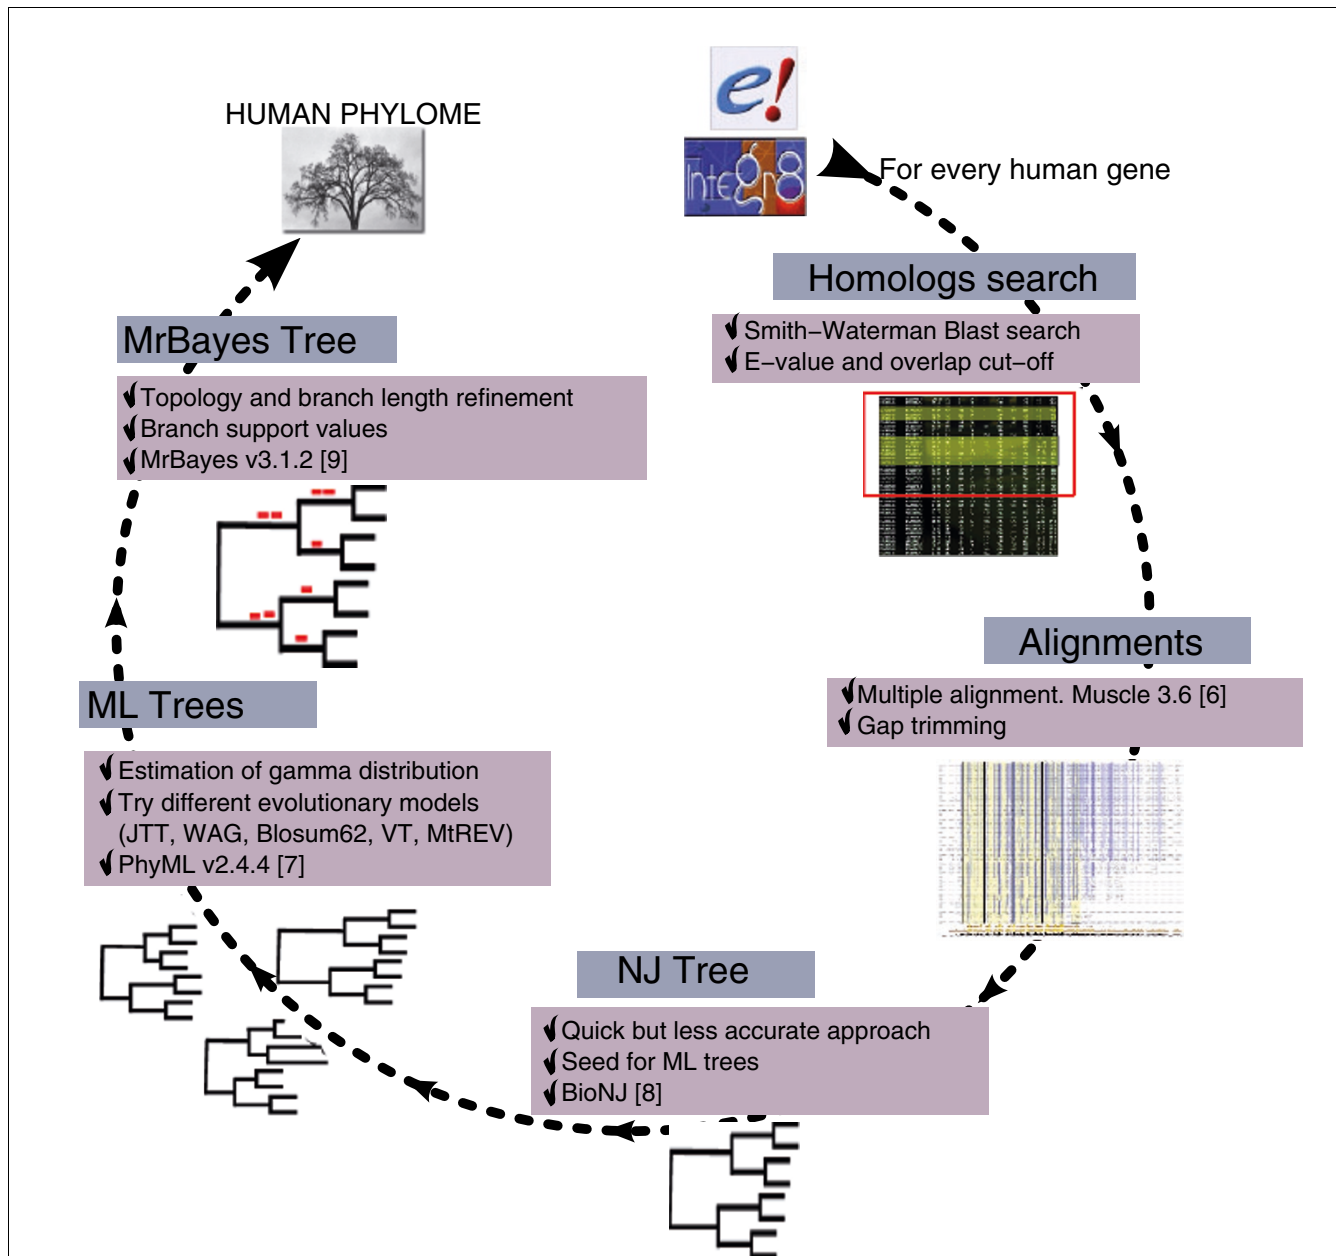 e!
Integr8
For every human gene
Homologs search
Smith-Waterman Blast search
E-value and overlap cut-off
Alignments
Multiple alignment. Muscle 3.6 [6]
Gap trimming
NJ Tree
Quick but less accurate approach
Seed for ML trees
BioNJ [8]
ML Trees
Estimation of gamma distribution
Try different evolutionary models
(JTT, WAG, Blosum62, VT, MtREV)
PhyML v2.4.4 [7]
MrBayes Tree
Topology and branch length refinement
Branch support values
MrBayes v3.1.2 [9]
HUMAN PHYLOME